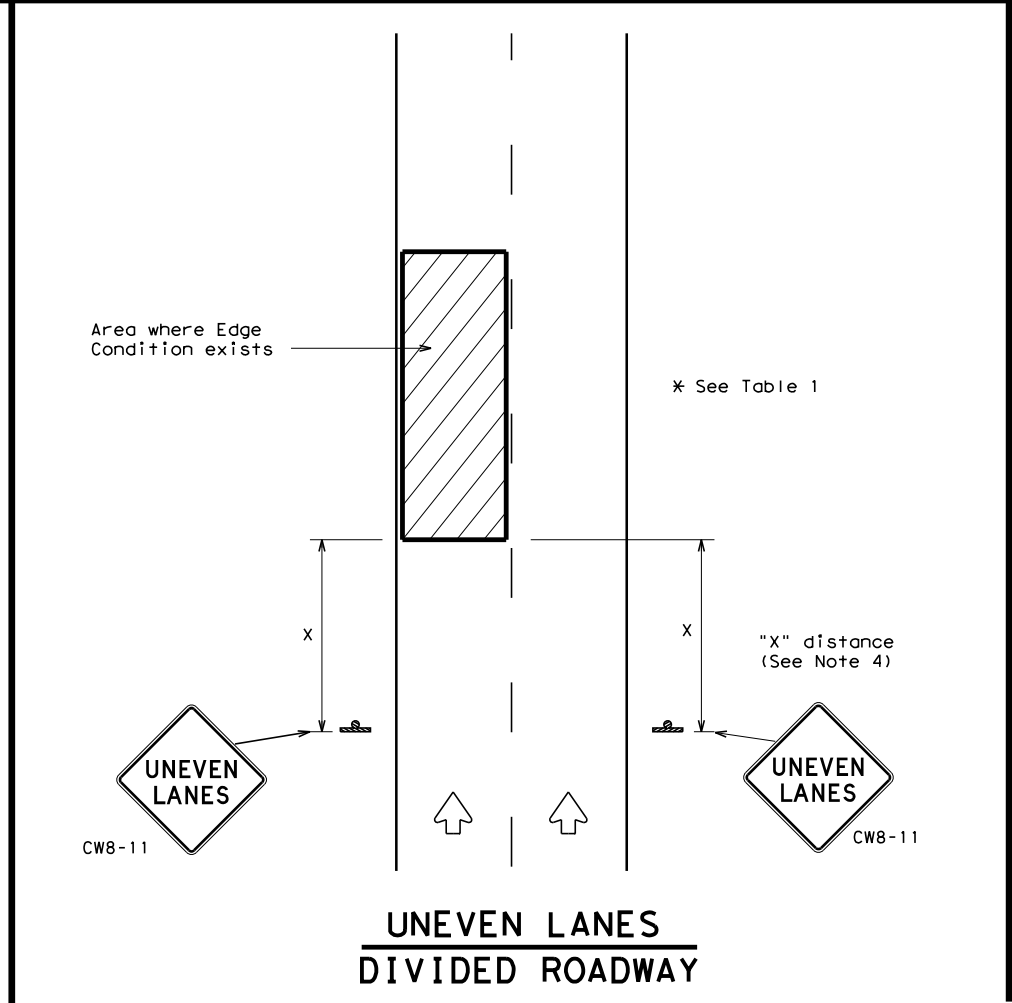 Area where Edge
Condition exists
* See Table 1
X
X
"X" distance
(See Note 4)
UNEVEN
LANES
CW8-11
UNEVEN
LANES
CW8-11
UNEVEN LANES
DIVIDED ROADWAY